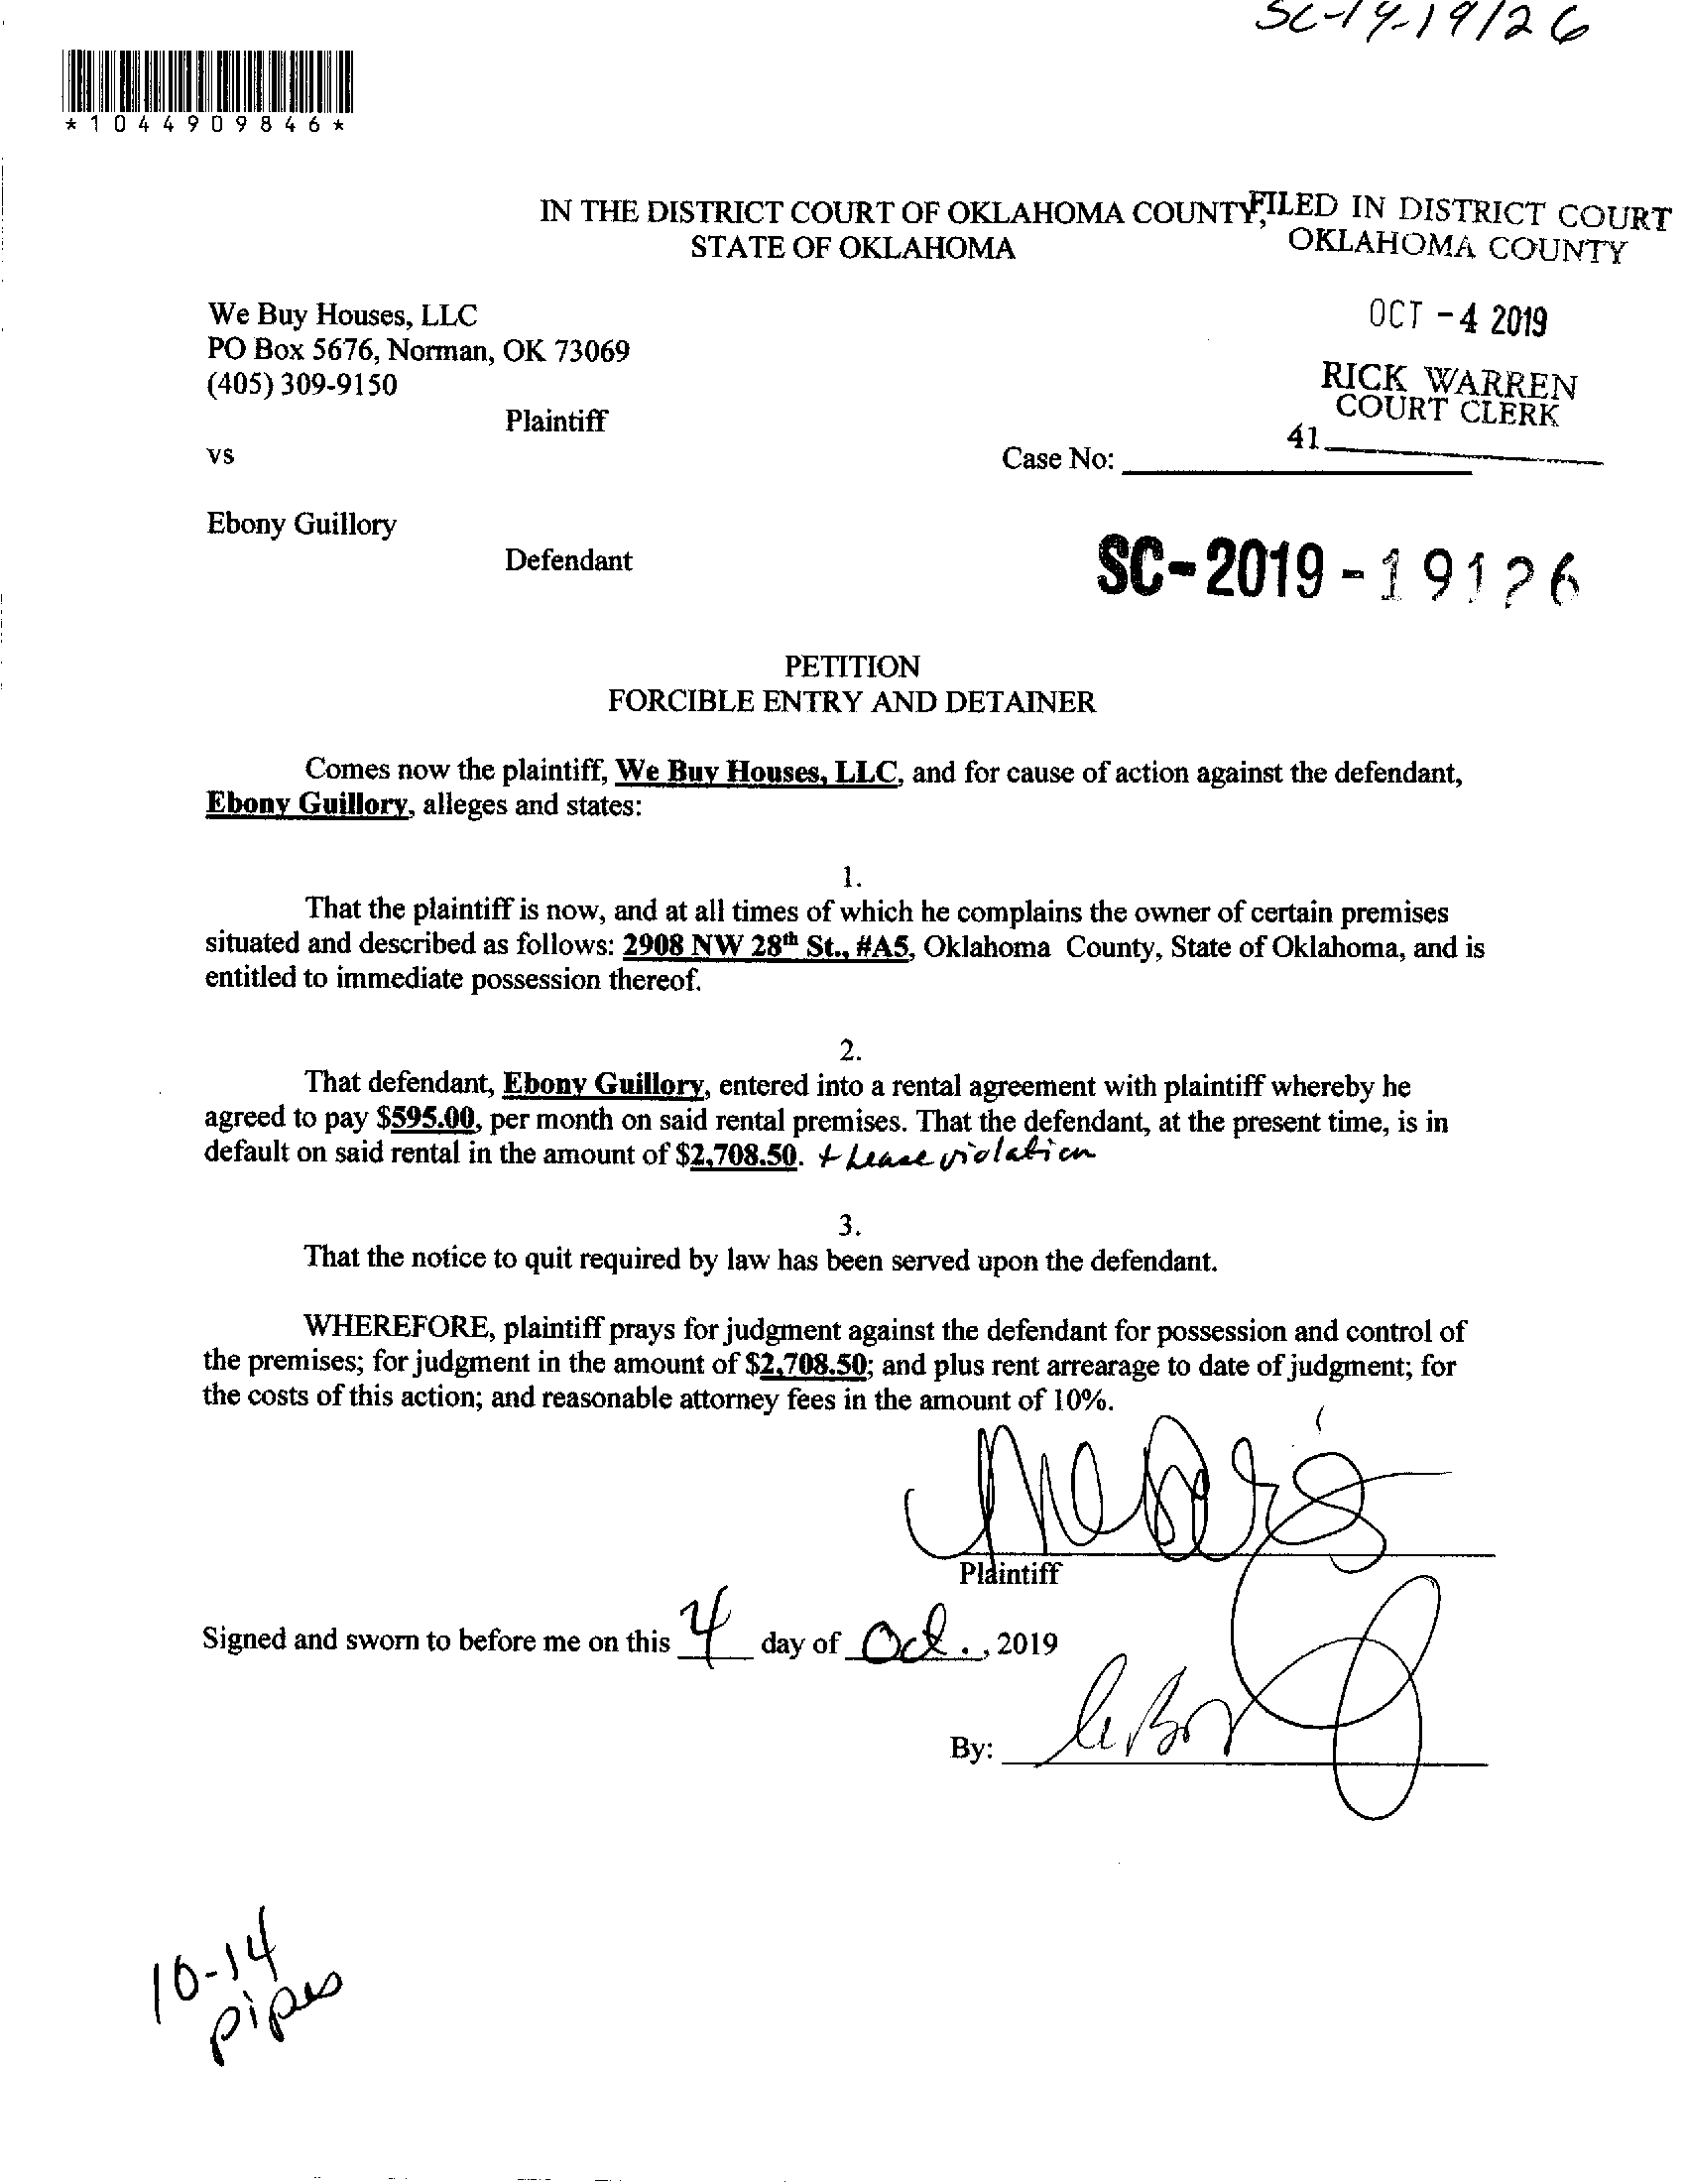 SC-19-19126
*1044909846*
IN THE DISTRICT COURT OF OKLAHOMA COUNTY,
STATE OF OKLAHOMA
FILED IN DISTRICT COURT
OKLAHOMA COUNTY
OCT -4 2019
RICK WARREN
COURT CLERK
41
We Buy Houses, LLC
PO Box 5676, Norman, OK 73069
(405) 309-9150
Plaintiff
vs
Case No:
Ebony Guillory
Defendant
SC-2019-19126
PETITION
FORCIBLE ENTRY AND DETAINER
Comes now the plaintiff, We Buy Houses, LLC, and for cause of action against the defendant,
Ebony Guillory, alleges and states:
1.
That the plaintiff is now, and at all times of which he complains the owner of certain premises
situated and described as follows: 2908 NW 28th St., #A5, Oklahoma County, State of Oklahoma, and is
entitled to immediate possession thereof.
2.
That defendant, Ebony Guillory, entered into a rental agreement with plaintiff whereby he
agreed to pay $595.00, per month on said rental premises. That the defendant, at the present time, is in
default on said rental in the amount of $2,708.50. + Lease violation
3.
That the notice to quit required by law has been served upon the defendant.
WHEREFORE, plaintiff prays for judgment against the defendant for possession and control of
the premises; for judgment in the amount of $2,708.50; and plus rent arrearage to date of judgment; for
the costs of this action; and reasonable attorney fees in the amount of 10%.
Plaintiff
Signed and sworn to before me on this 4 day of Oct., 2019
By:
10-14
pipes